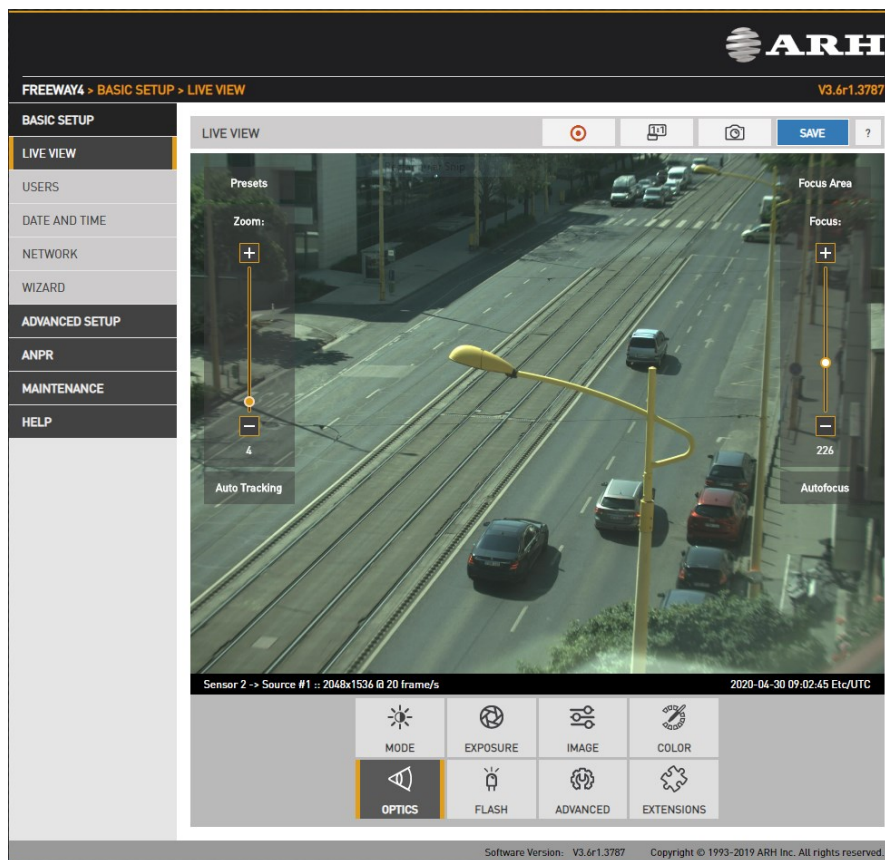 ARH
FREEWAY4 > BASIC SETUP > LIVE VIEW
V3.6r1.3787
BASIC SETUP
LIVE VIEW
USERS
DATE AND TIME
NETWORK
WIZARD
ADVANCED SETUP
ANPR
MAINTENANCE
HELP
LIVE VIEW
1:1
SAVE
?
Presets
Zoom:
+
−
4
Auto Tracking
Focus Area
Focus:
+
−
226
Autofocus
Sensor 2 -> Source #1 :: 2048x1536 @ 20 frame/s
2020-04-30 09:02:45 Etc/UTC
MODE
EXPOSURE
IMAGE
COLOR
OPTICS
FLASH
ADVANCED
EXTENSIONS
Software Version: V3.6r1.3787 Copyright © 1993-2019 ARH Inc. All rights reserved.